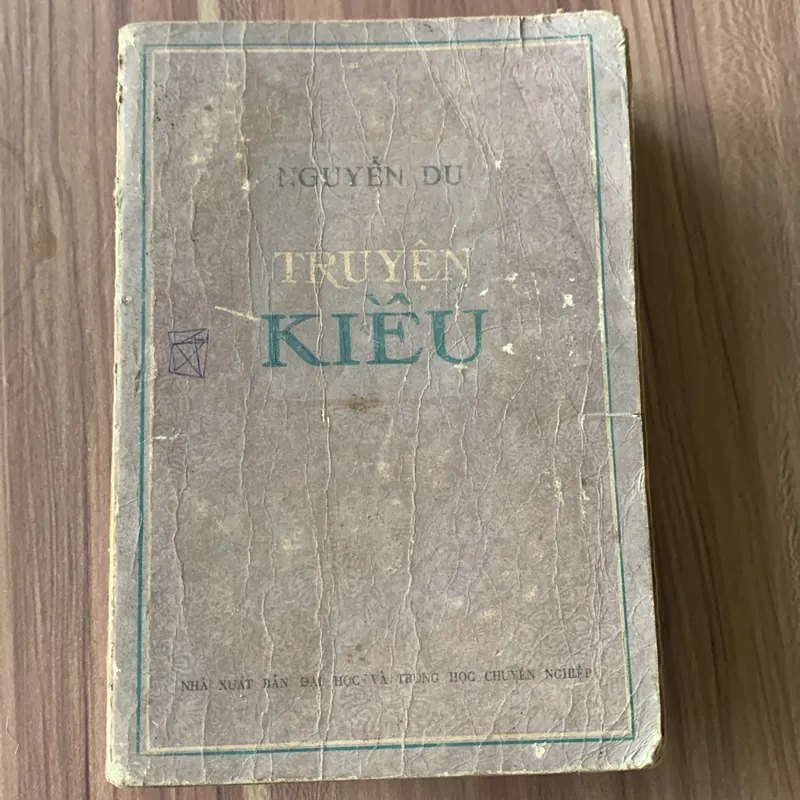 NGUYỄN DU
TRUYỆN
KIỀU
NHÀ XUẤT BẢN ĐẠI HỌC VÀ TRUNG HỌC CHUYÊN NGHIỆP